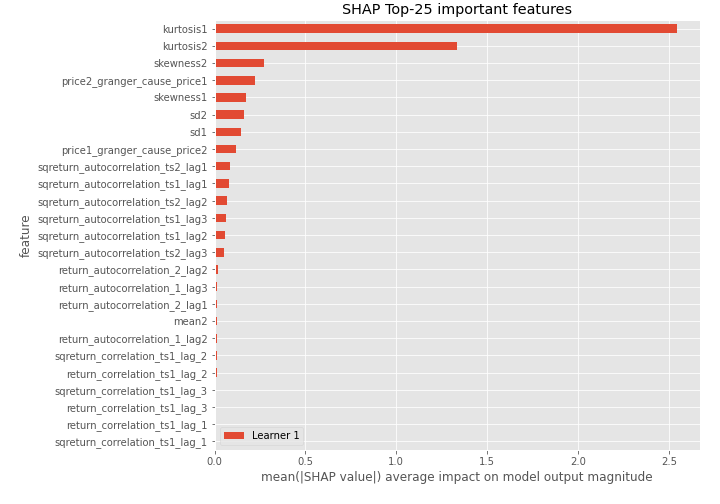 SHAP Top-25 important features
kurtosis1
kurtosis2
skewness2
price2_granger_cause_price1
skewness1
sd2
sd1
price1_granger_cause_price2
sqreturn_autocorrelation_ts2_lag1
sqreturn_autocorrelation_ts1_lag1
sqreturn_autocorrelation_ts2_lag2
sqreturn_autocorrelation_ts1_lag3
sqreturn_autocorrelation_ts1_lag2
sqreturn_autocorrelation_ts2_lag3
return_autocorrelation_2_lag2
return_autocorrelation_1_lag3
return_autocorrelation_2_lag1
mean2
return_autocorrelation_1_lag2
sqreturn_correlation_ts1_lag_2
return_correlation_ts1_lag_2
sqreturn_correlation_ts1_lag_3
return_correlation_ts1_lag_3
return_correlation_ts1_lag_1
sqreturn_correlation_ts1_lag_1
feature
Learner 1
0.0 0.5 1.0 1.5 2.0 2.5
mean(|SHAP value|) average impact on model output magnitude